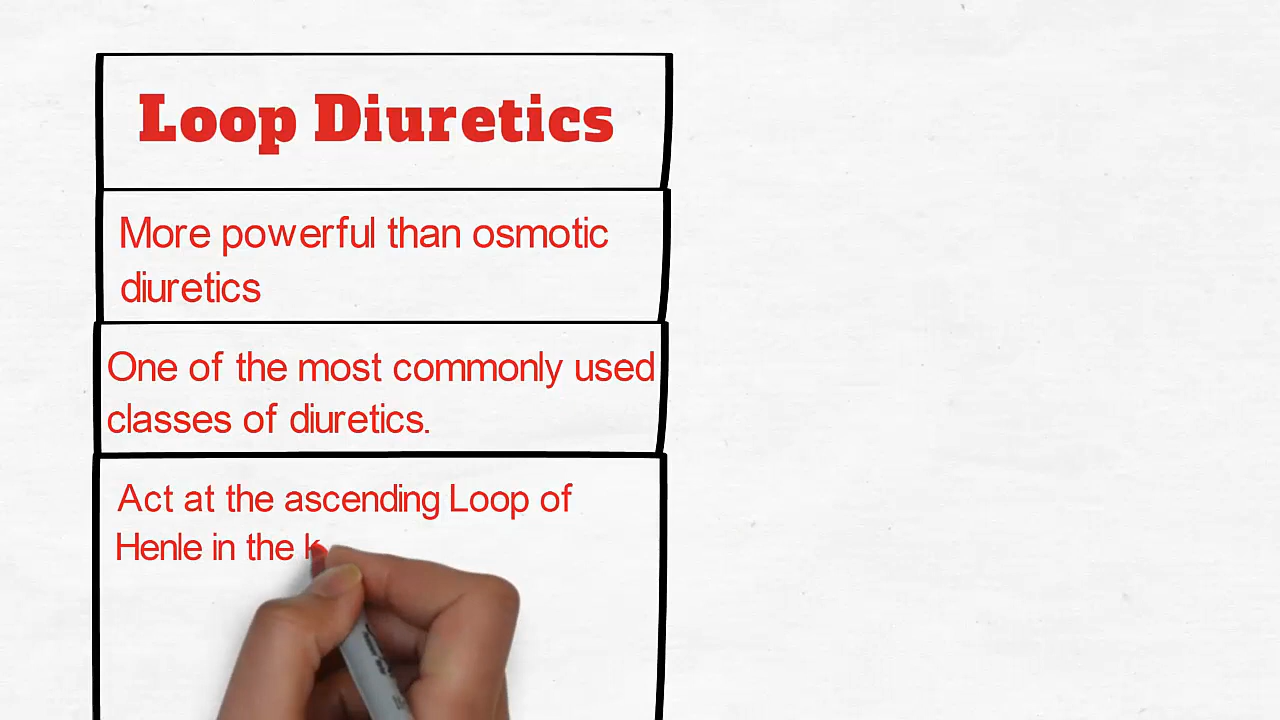 Loop Diuretics
More powerful than osmotic
diuretics
One of the most commonly used
classes of diuretics.
Act at the ascending Loop of
Henle in the k